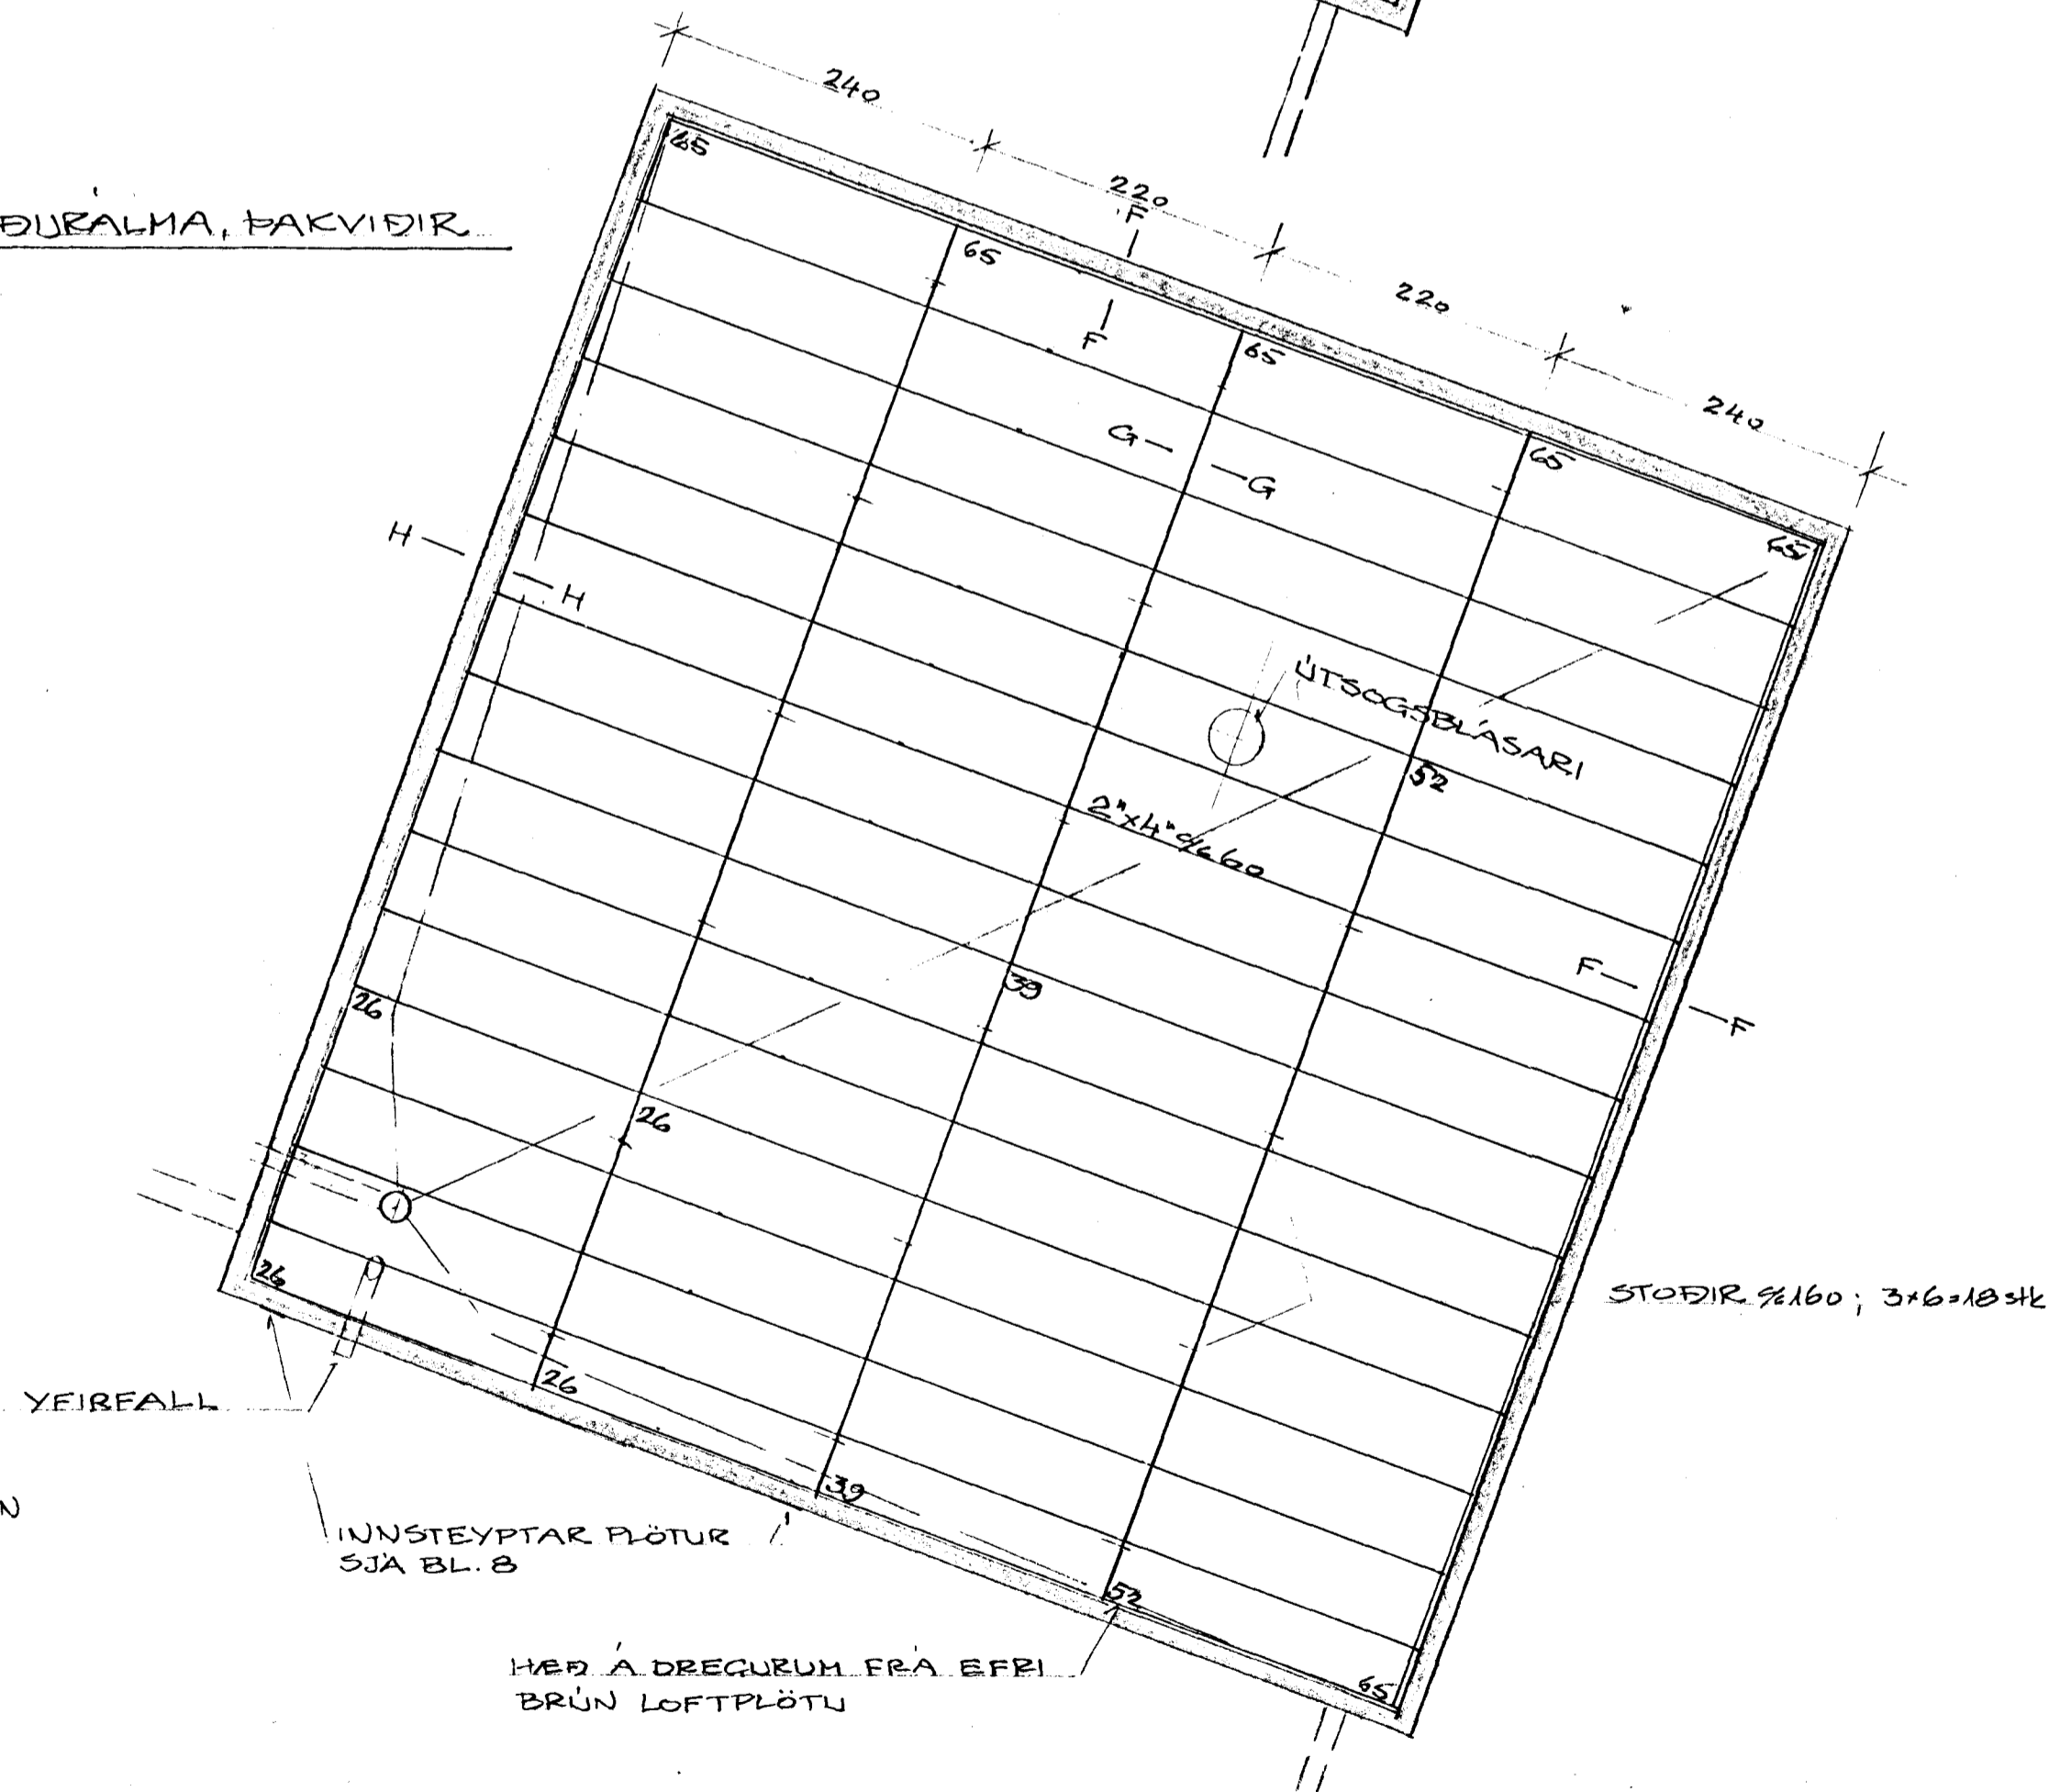 240
220
F
220
240
ÐURÁLMA, ÞAKVIÐIR
65
65
F
65
65
65
G
G
H
H
ÚTSOGSBLÁSARI
52
2"x4" c/c 60
F
F
39
26
26
26
26
39
52
65
STOÐIR c/c 160; 3x6=18 stk
YFIRFALL
N
INNSTEYPTAR PLÖTUR
SJÁ BL. 8
HÆÐ Á DREGURUM FRÁ EFRI
BRÚN LOFTPLÖTU